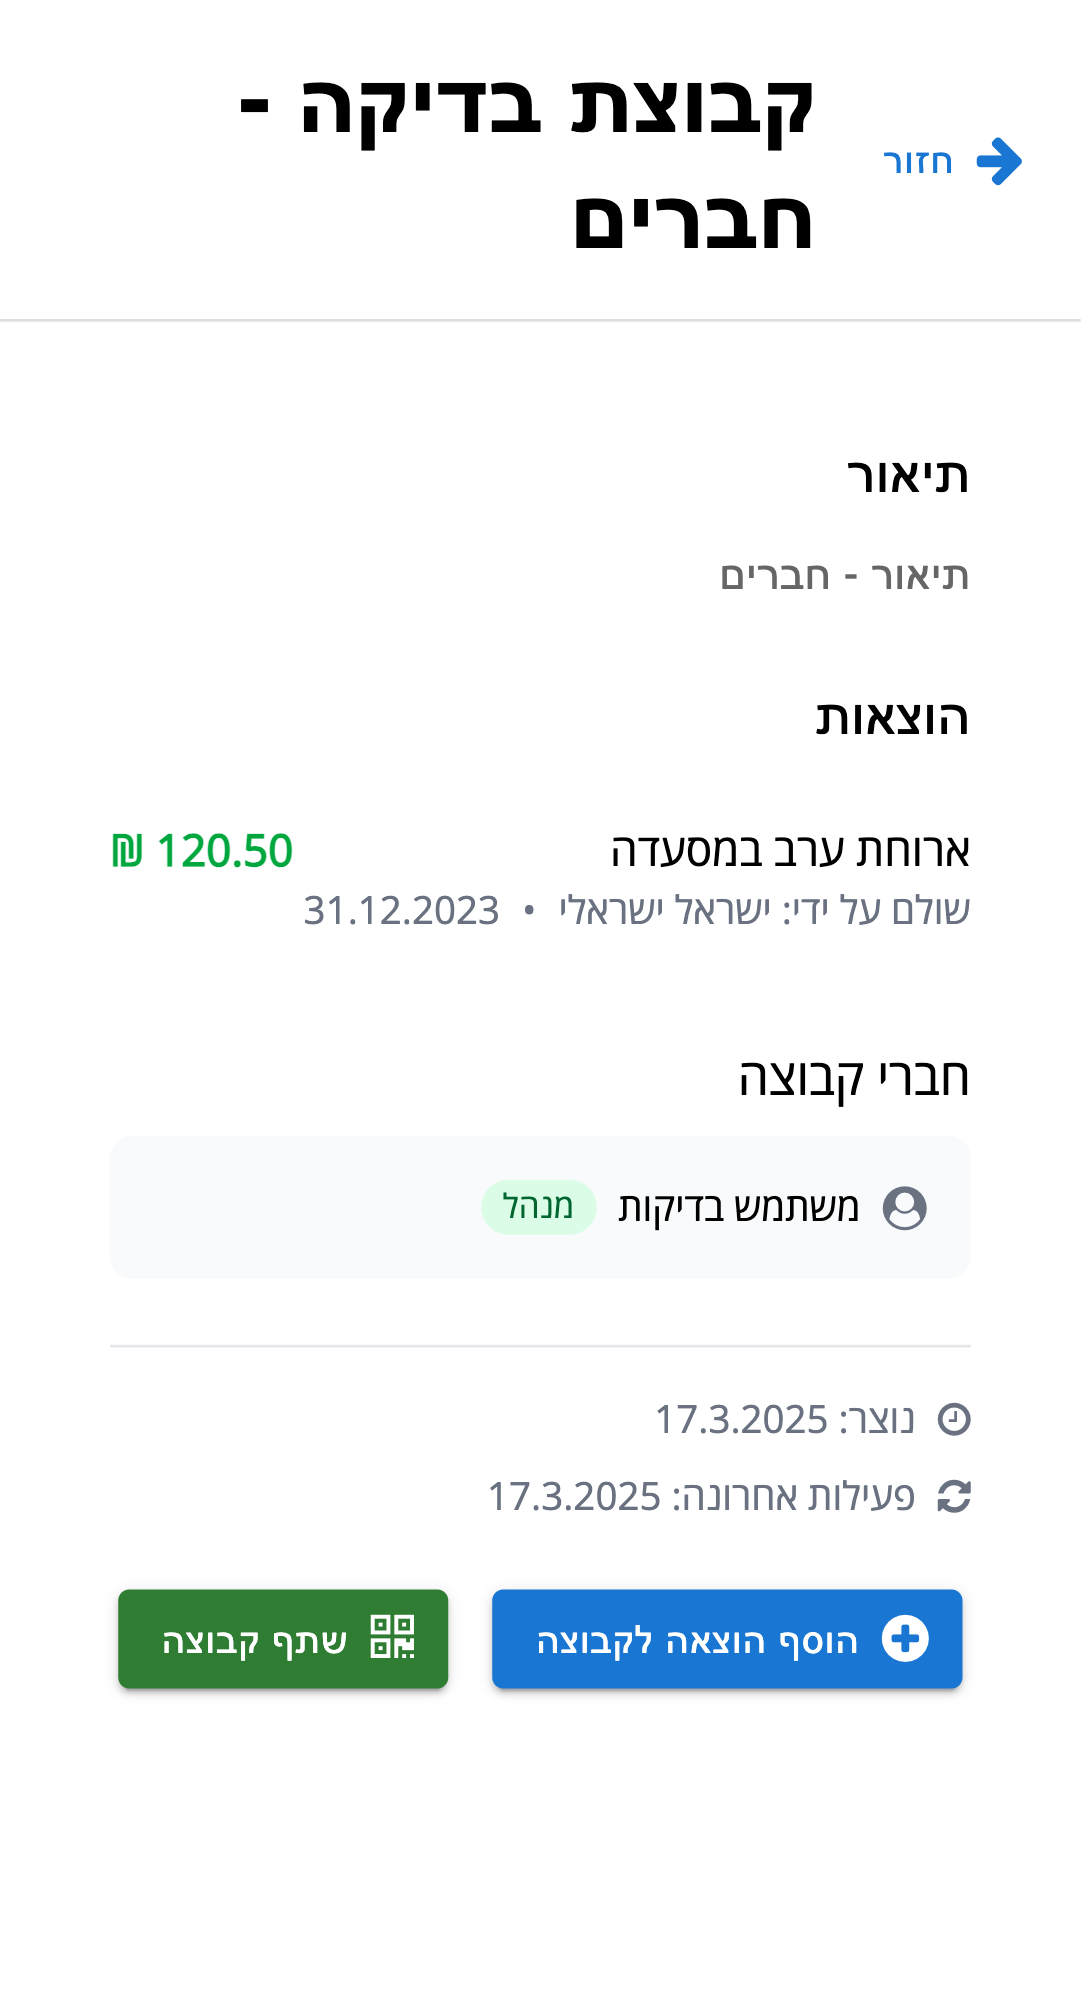 חזור
קבוצת בדיקה -
חברים
תיאור
תיאור - חברים
הוצאות
ארוחת ערב במסעדה
120.50 ₪
שולם על ידי: ישראל ישראלי • 31.12.2023
חברי קבוצה
משתמש בדיקות מנהל
נוצר: 17.3.2025
פעילות אחרונה: 17.3.2025
הוסף הוצאה לקבוצה
שתף קבוצה